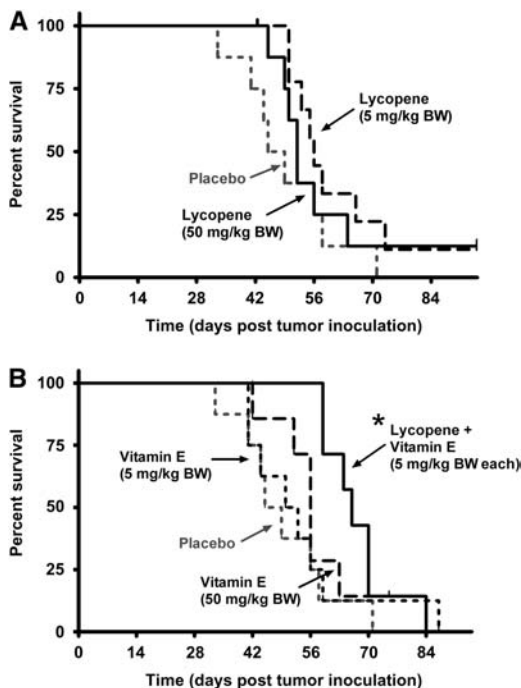 A
Percent survival
100
75
50
25
0
Lycopene
(5 mg/kg BW)
Placebo
Lycopene
(50 mg/kg BW)
0 14 28 42 56 70 84
Time (days post tumor inoculation)
B
Percent survival
100
75
50
25
0
*
Lycopene +
Vitamin E
(5 mg/kg BW each)
Vitamin E
(5 mg/kg BW)
Placebo
Vitamin E
(50 mg/kg BW)
0 14 28 42 56 70 84
Time (days post tumor inoculation)